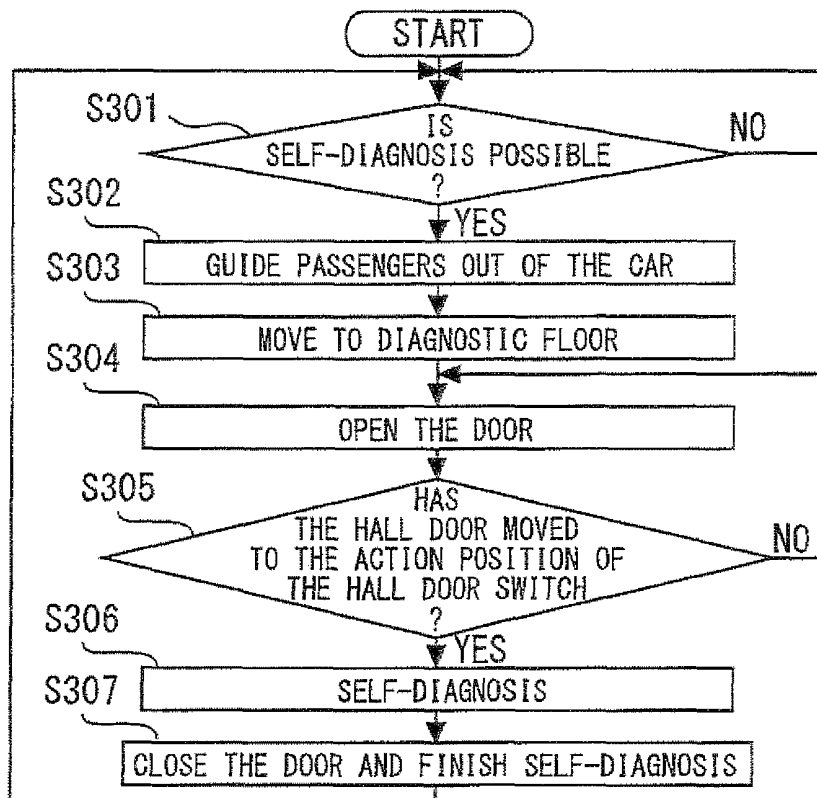 START
S301
IS
SELF-DIAGNOSIS POSSIBLE
?
NO
YES
S302
GUIDE PASSENGERS OUT OF THE CAR
S303
MOVE TO DIAGNOSTIC FLOOR
S304
OPEN THE DOOR
S305
HAS
THE HALL DOOR MOVED
TO THE ACTION POSITION OF
THE HALL DOOR SWITCH
?
NO
YES
S306
SELF-DIAGNOSIS
S307
CLOSE THE DOOR AND FINISH SELF-DIAGNOSIS